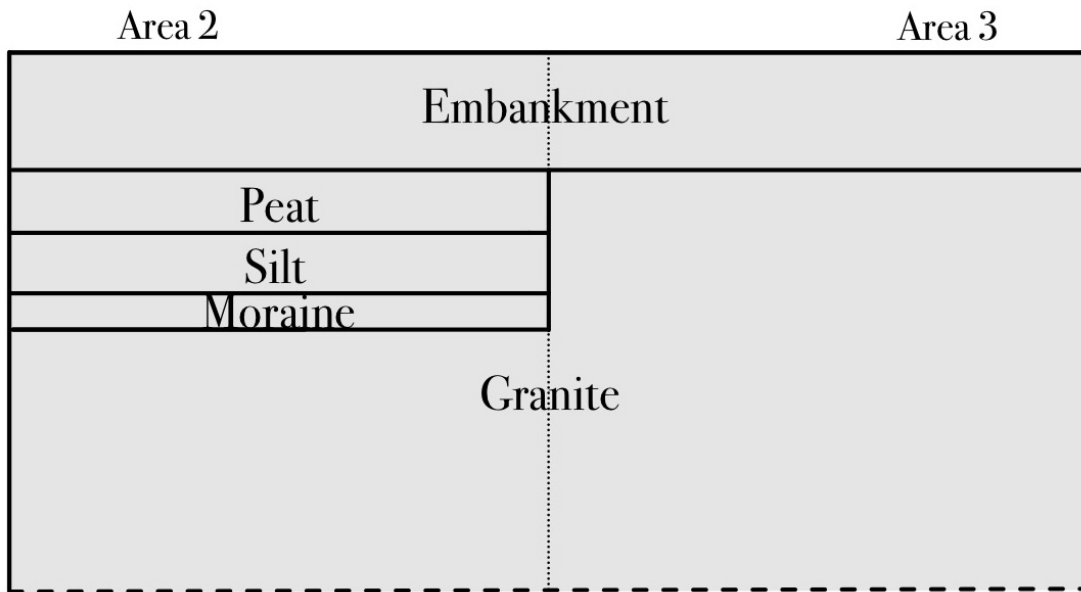 Area 2
Area 3
Embankment
Peat
Silt
Moraine
Granite